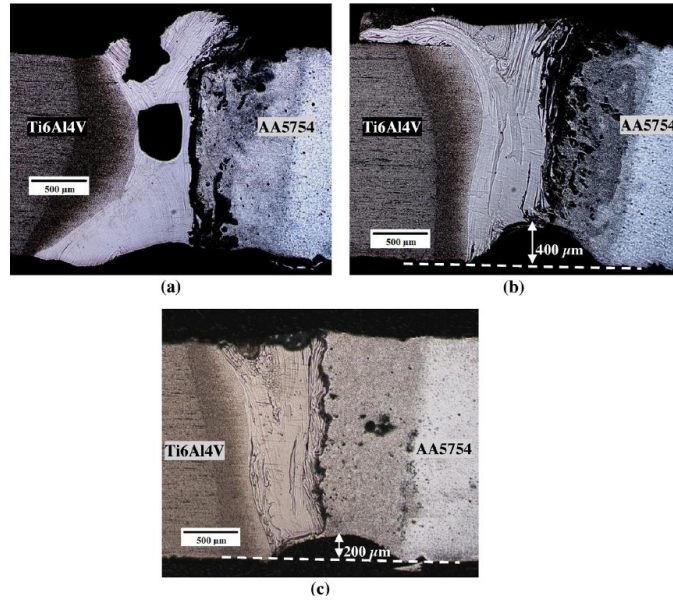 Ti6Al4V
AA5754
500 µm
(a)
Ti6Al4V
AA5754
500 µm
400 µm
(b)
Ti6Al4V
AA5754
500 µm
200 µm
(c)